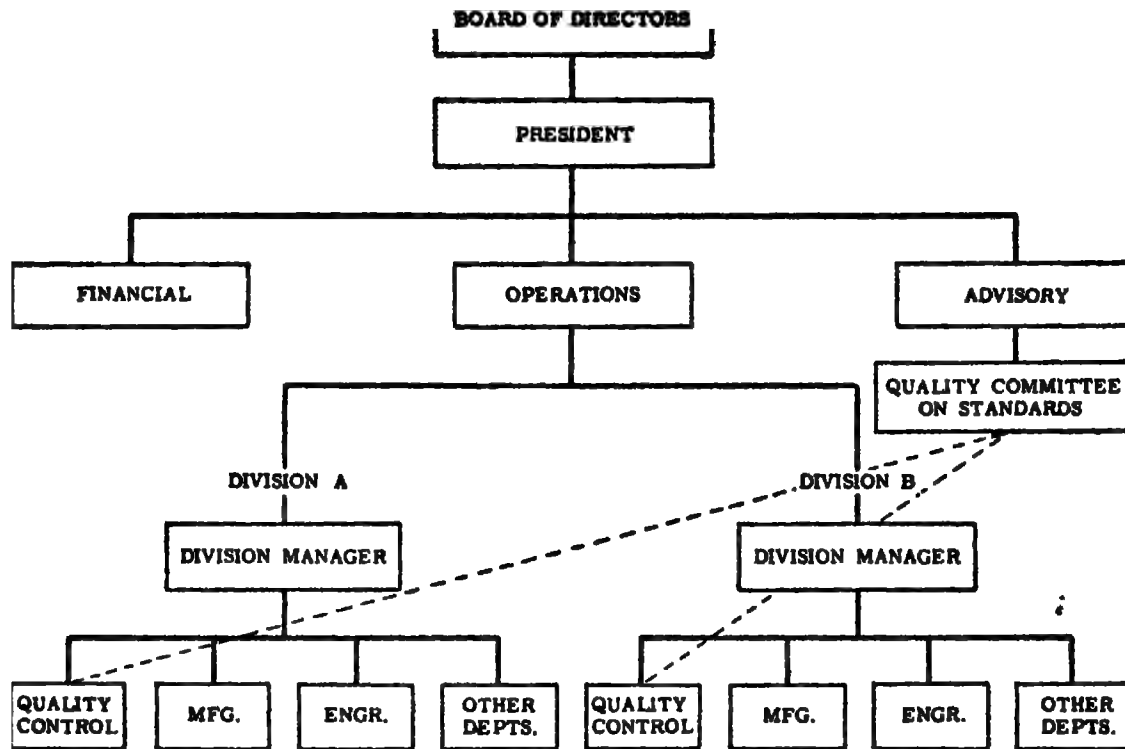 BOARD OF DIRECTORS
PRESIDENT
FINANCIAL
OPERATIONS
ADVISORY
QUALITY COMMITTEE
ON STANDARDS
DIVISION A
DIVISION B
DIVISION MANAGER
DIVISION MANAGER
QUALITY
CONTROL
MFG.
ENGR.
OTHER
DEPTS.
QUALITY
CONTROL
MFG.
ENGR.
OTHER
DEPTS.